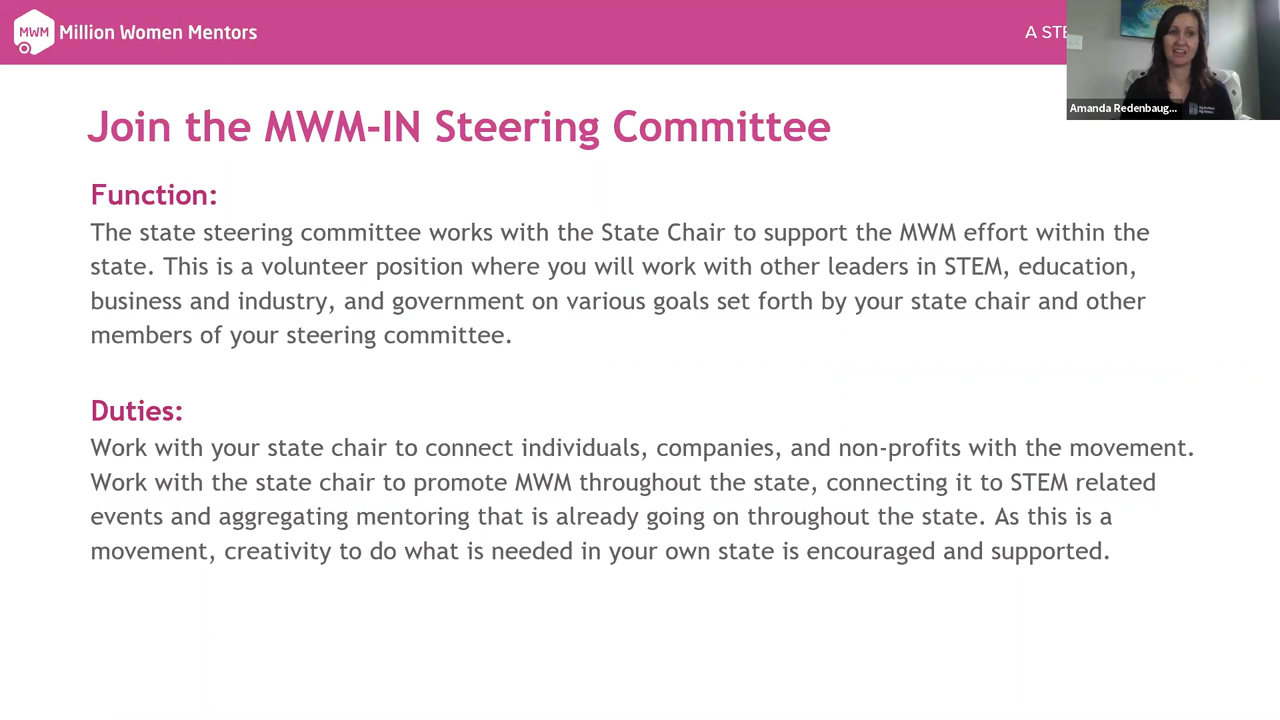 MWM Million Women Mentors
A STE
Amanda Redenbaug...
Join the MWM-IN Steering Committee
Function:
The state steering committee works with the State Chair to support the MWM effort within the
state. This is a volunteer position where you will work with other leaders in STEM, education,
business and industry, and government on various goals set forth by your state chair and other
members of your steering committee.
Duties:
Work with your state chair to connect individuals, companies, and non-profits with the movement.
Work with the state chair to promote MWM throughout the state, connecting it to STEM related
events and aggregating mentoring that is already going on throughout the state. As this is a
movement, creativity to do what is needed in your own state is encouraged and supported.